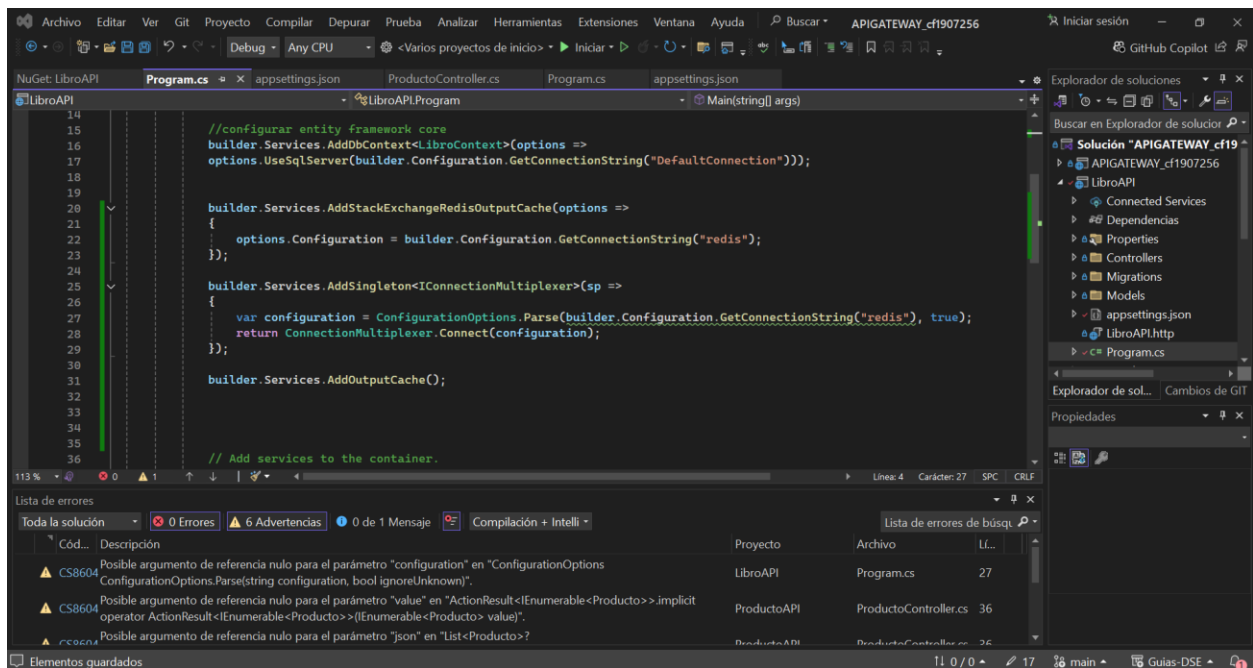 Archivo Editar Ver Git Proyecto Compilar Depurar Prueba Analizar Herramientas Extensiones Ventana Ayuda Buscar APIGATEWAY_cf1907256 Iniciar sesión
Debug Any CPU <Varios proyectos de inicio> Iniciar GitHub Copilot
NuGet: LibroAPI Program.cs appsettings.json ProductoController.cs Program.cs appsettings.json
LibroAPI LibroAPI.Program Main(string[] args)
14
15 //configurar entity framework core
16 builder.Services.AddDbContext<LibroContext>(options =>
17 options.UseSqlServer(builder.Configuration.GetConnectionString("DefaultConnection")));
18
19
20 builder.Services.AddStackExchangeRedisOutputCache(options =>
21 {
22 options.Configuration = builder.Configuration.GetConnectionString("redis");
23 });
24
25 builder.Services.AddSingleton<IConnectionMultiplexer>(sp =>
26 {
27 var configuration = ConfigurationOptions.Parse(builder.Configuration.GetConnectionString("redis"), true);
28 return ConnectionMultiplexer.Connect(configuration);
29 });
30
31 builder.Services.AddOutputCache();
32
33
34
35
36 // Add services to the container.
113 % 0 1 Línea: 4 Carácter: 27 SPC CRLF
Explorador de soluciones
Buscar en Explorador de solucior
Solución "APIGATEWAY_cf19
APIGATEWAY_cf1907256
LibroAPI
Connected Services
Dependencias
Properties
Controllers
Migrations
Models
appsettings.json
LibroAPI.http
C# Program.cs
Explorador de sol... Cambios de GIT
Propiedades
Lista de errores
Toda la solución 0 Errores 6 Advertencias 0 de 1 Mensaje Compilación + Intelli Lista de errores de búsqu
Cód... Descripción Proyecto Archivo Lí...
CS8604 Posible argumento de referencia nulo para el parámetro "configuration" en "ConfigurationOptions
ConfigurationOptions.Parse(string configuration, bool ignoreUnknown)". LibroAPI Program.cs 27
CS8604 Posible argumento de referencia nulo para el parámetro "value" en "ActionResult<IEnumerable<Producto>>.implicit
operator ActionResult<IEnumerable<Producto>>(IEnumerable<Producto> value)". ProductoAPI ProductoController.cs 36
CS8604 Posible argumento de referencia nulo para el parámetro "json" en "List<Producto>? ProductoAPI ProductoController.cs
Elementos guardados 0 / 0 17 main Guias-DSE